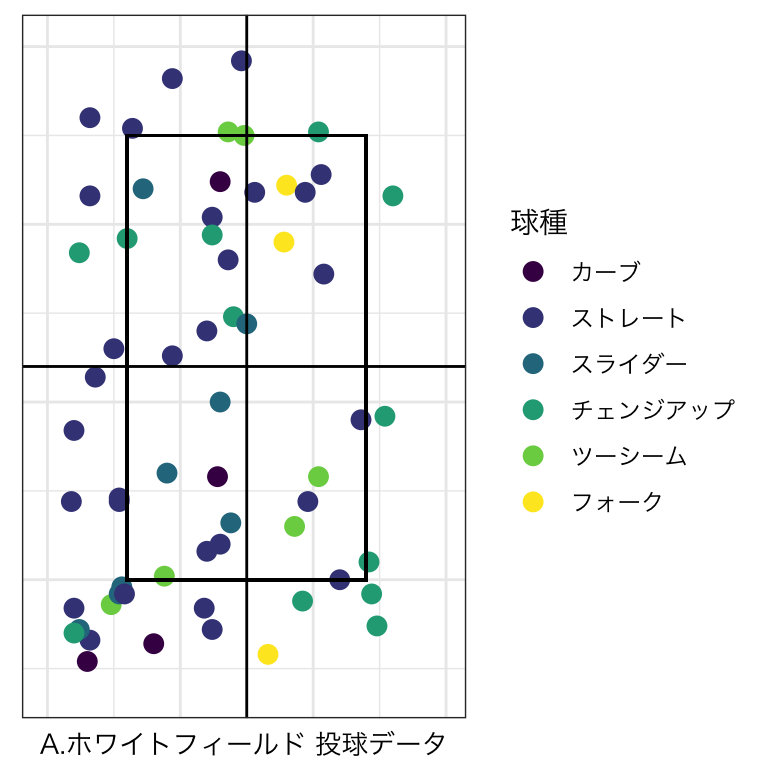 球種
カーブ
ストレート
スライダー
チェンジアップ
ツーシーム
フォーク
A.ホワイトフィールド 投球データ